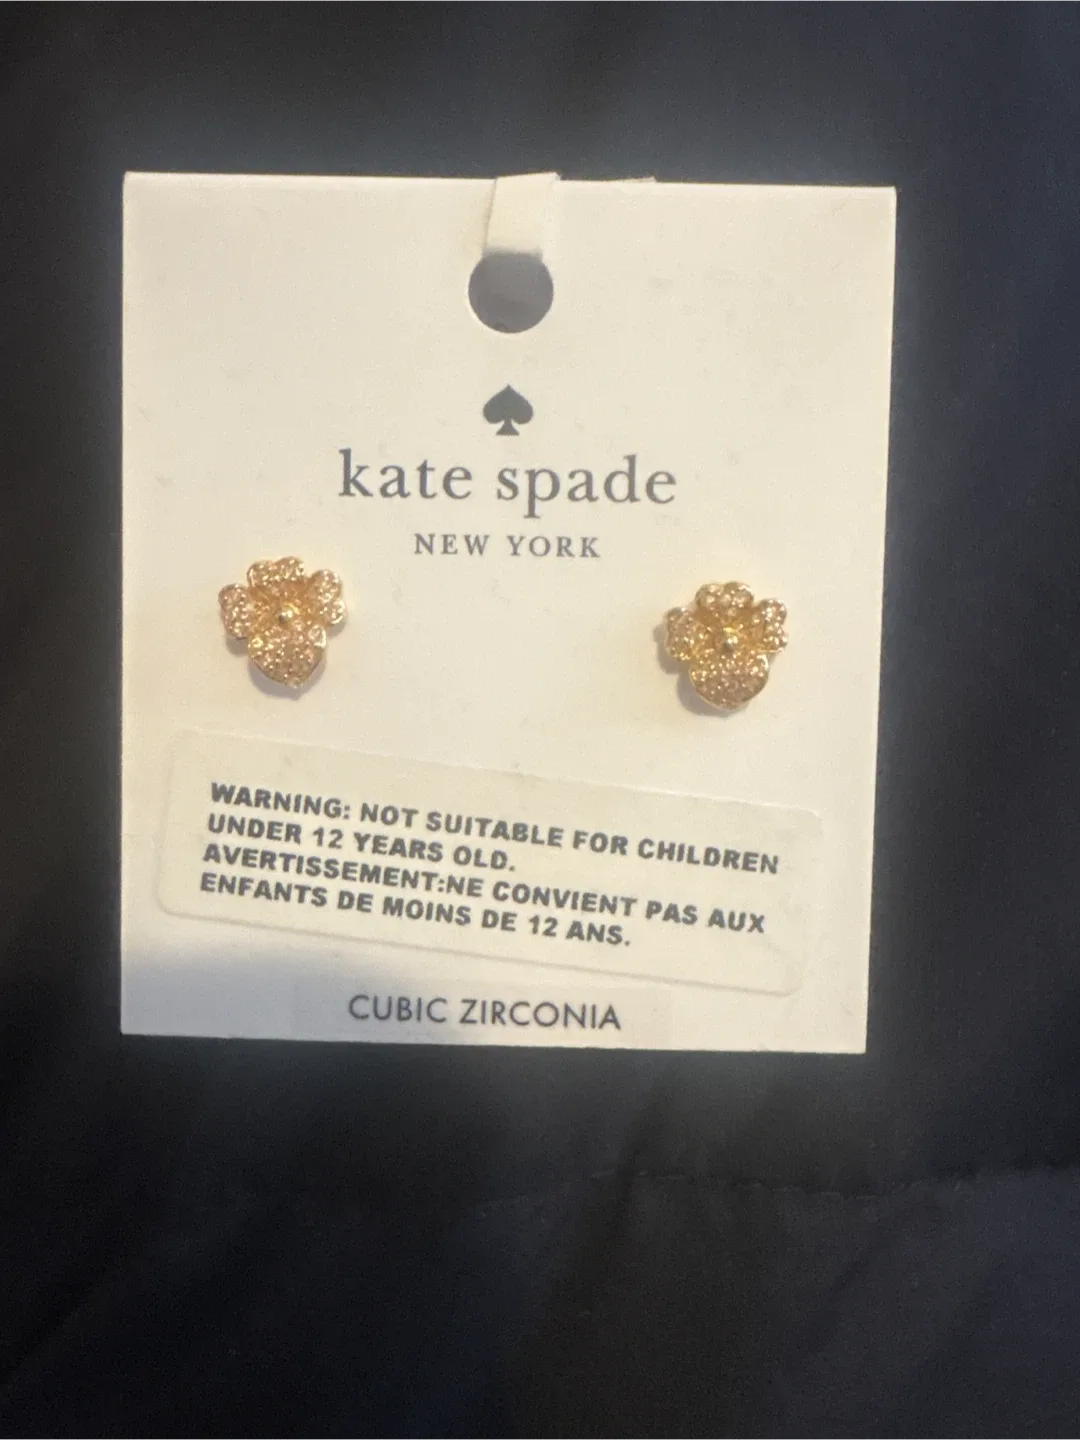 kate spade
NEW YORK
WARNING: NOT SUITABLE FOR CHILDREN
UNDER 12 YEARS OLD.
AVERTISSEMENT:NE CONVIENT PAS AUX
ENFANTS DE MOINS DE 12 ANS.
CUBIC ZIRCONIA